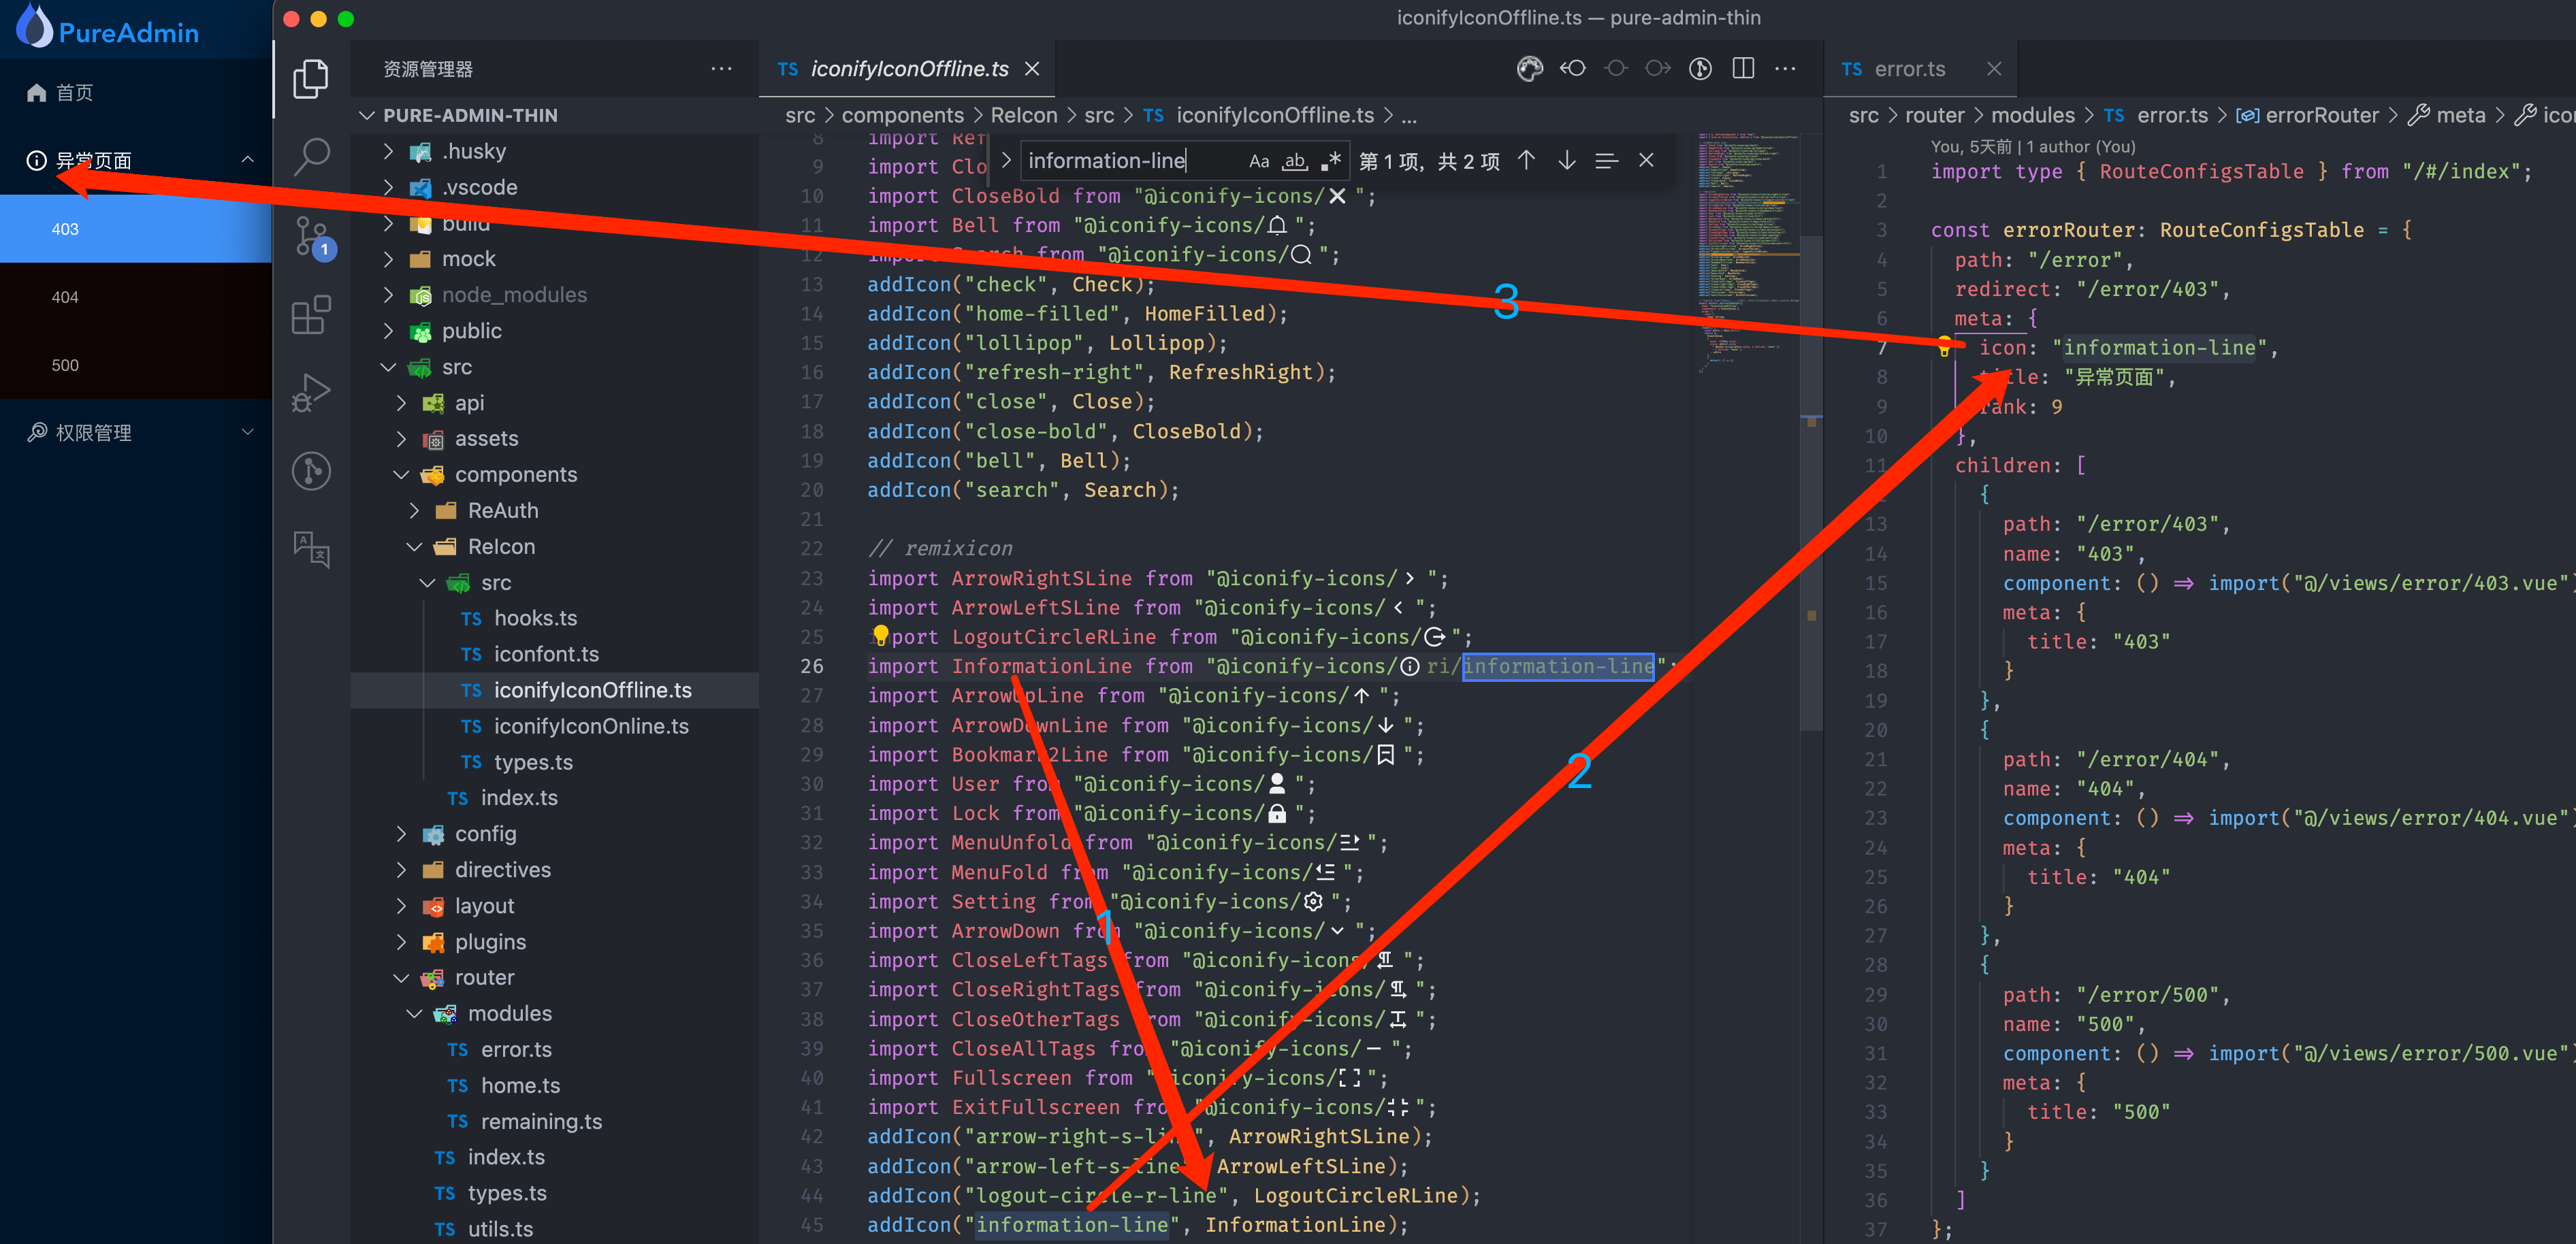 PureAdmin
首页
异常页面
403
404
500
权限管理
iconifyIconOffline.ts — pure-admin-thin
资源管理器
PURE-ADMIN-THIN
.husky
.vscode
build
mock
node_modules
public
src
api
assets
components
ReAuth
ReIcon
src
TS hooks.ts
TS iconfont.ts
TS iconifyIconOffline.ts
TS iconifyIconOnline.ts
TS types.ts
TS index.ts
config
directives
layout
plugins
router
modules
TS error.ts
TS home.ts
TS remaining.ts
TS index.ts
TS types.ts
TS utils.ts
1
TS iconifyIconOffline.ts
src > components > ReIcon > src > TS iconifyIconOffline.ts > ...
information-line Aa ab 第 1 项，共 2 项
8 import Ref
9 import Clo
10 import CloseBold from "@iconify-icons/ ";
11 import Bell from "@iconify-icons/ ";
12 import Search from "@iconify-icons/ ";
13 addIcon("check", Check);
14 addIcon("home-filled", HomeFilled);
15 addIcon("lollipop", Lollipop);
16 addIcon("refresh-right", RefreshRight);
17 addIcon("close", Close);
18 addIcon("close-bold", CloseBold);
19 addIcon("bell", Bell);
20 addIcon("search", Search);
21
22 // remixicon
23 import ArrowRightSLine from "@iconify-icons/ ";
24 import ArrowLeftSLine from "@iconify-icons/ ";
25 import LogoutCircleRLine from "@iconify-icons/ ";
26 import InformationLine from "@iconify-icons/ ri/information-line";
27 import ArrowUpLine from "@iconify-icons/ ";
28 import ArrowDownLine from "@iconify-icons/ ";
29 import Bookmark2Line from "@iconify-icons/ ";
30 import User from "@iconify-icons/ ";
31 import Lock from "@iconify-icons/ ";
32 import MenuUnfold from "@iconify-icons/ ";
33 import MenuFold from "@iconify-icons/ ";
34 import Setting from "@iconify-icons/ ";
35 import ArrowDown from "@iconify-icons/ ";
36 import CloseLeftTags from "@iconify-icons/ ";
37 import CloseRightTags from "@iconify-icons/ ";
38 import CloseOtherTags from "@iconify-icons/ ";
39 import CloseAllTags from "@iconify-icons/ ";
40 import Fullscreen from "@iconify-icons/ ";
41 import ExitFullscreen from "@iconify-icons/ ";
42 addIcon("arrow-right-s-line", ArrowRightSLine);
43 addIcon("arrow-left-s-line", ArrowLeftSLine);
44 addIcon("logout-circle-r-line", LogoutCircleRLine);
45 addIcon("information-line", InformationLine);
1
2
3
TS error.ts
src > router > modules > TS error.ts > errorRouter > meta > ico
You, 5天前 | 1 author (You)
1 import type { RouteConfigsTable } from "/#/index";
2
3 const errorRouter: RouteConfigsTable = {
4 path: "/error",
5 redirect: "/error/403",
6 meta: {
7 icon: "information-line",
8 title: "异常页面",
9 rank: 9
10 },
11 children: [
{
13 path: "/error/403",
14 name: "403",
15 component: () ⇒ import("@/views/error/403.vue")
16 meta: {
17 title: "403"
18 }
19 },
20 {
21 path: "/error/404",
22 name: "404",
23 component: () ⇒ import("@/views/error/404.vue")
24 meta: {
25 title: "404"
26 }
27 },
28 {
29 path: "/error/500",
30 name: "500",
31 component: () ⇒ import("@/views/error/500.vue")
32 meta: {
33 title: "500"
34 }
35 }
36 ]
37 };